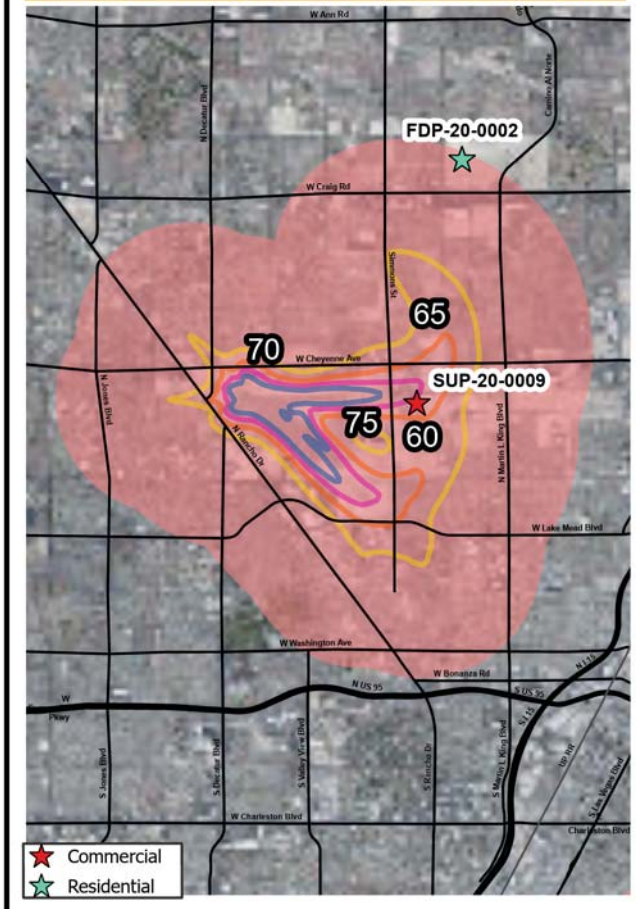 W Ann Rd
N Decatur Blvd
Camino Al Norte
FDP-20-0002
W Craig Rd
Simmons St
65
70
W Cheyenne Ave
SUP-20-0009
N Jones Blvd
75
60
N Martin L King Blvd
N Rancho Dr
W Lake Mead Blvd
W Washington Ave
W Bonanza Rd
N I 15
N US 95
S US 95
W
Pkwy
S I 15
S Jones Blvd
S Decatur Blvd
S Valley View Blvd
S Rancho Dr
S Martin L King Blvd
UP RR
S Las Vegas Blvd
W Charleston Blvd
Charleston Blvd
Commercial
Residential